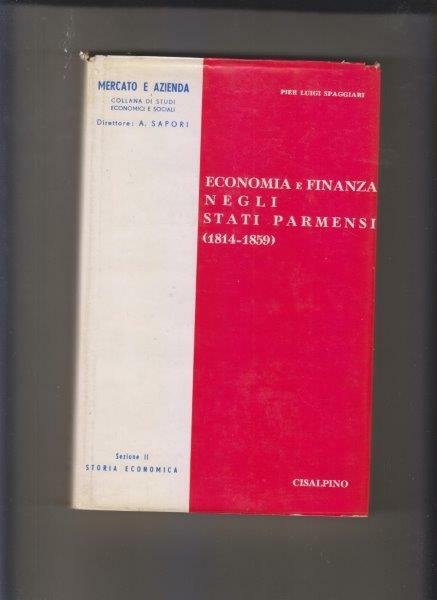 MERCATO E AZIENDA
COLLANA DI STUDI
ECONOMICI E SOCIALI
Direttore: A. SAPORI
PIER LUIGI SPAGGIARI
ECONOMIA E FINANZA
NEGLI
STATI PARMENSI
(1814-1859)
Sezione II
STORIA ECONOMICA
CISALPINO